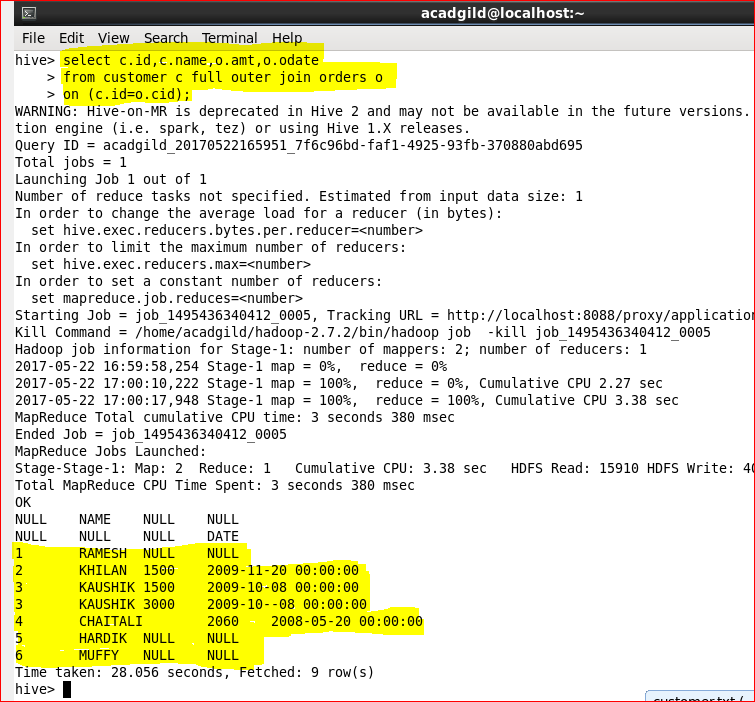 acadgild@localhost:~
File Edit View Search Terminal Help
hive> select c.id,c.name,o.amt,o.odate
    > from customer c full outer join orders o
    > on (c.id=o.cid);
WARNING: Hive-on-MR is deprecated in Hive 2 and may not be available in the future versions.
tion engine (i.e. spark, tez) or using Hive 1.X releases.
Query ID = acadgild_20170522165951_7f6c96bd-faf1-4925-93fb-370880abd695
Total jobs = 1
Launching Job 1 out of 1
Number of reduce tasks not specified. Estimated from input data size: 1
In order to change the average load for a reducer (in bytes):
  set hive.exec.reducers.bytes.per.reducer=<number>
In order to limit the maximum number of reducers:
  set hive.exec.reducers.max=<number>
In order to set a constant number of reducers:
  set mapreduce.job.reduces=<number>
Starting Job = job_1495436340412_0005, Tracking URL = http://localhost:8088/proxy/application
Kill Command = /home/acadgild/hadoop-2.7.2/bin/hadoop job  -kill job_1495436340412_0005
Hadoop job information for Stage-1: number of mappers: 2; number of reducers: 1
2017-05-22 16:59:58,254 Stage-1 map = 0%,  reduce = 0%
2017-05-22 17:00:10,222 Stage-1 map = 100%,  reduce = 0%, Cumulative CPU 2.27 sec
2017-05-22 17:00:17,948 Stage-1 map = 100%,  reduce = 100%, Cumulative CPU 3.38 sec
MapReduce Total cumulative CPU time: 3 seconds 380 msec
Ended Job = job_1495436340412_0005
MapReduce Jobs Launched:
Stage-Stage-1: Map: 2  Reduce: 1   Cumulative CPU: 3.38 sec   HDFS Read: 15910 HDFS Write: 40
Total MapReduce CPU Time Spent: 3 seconds 380 msec
OK
NULL    NAME    NULL    NULL
NULL    NULL    NULL    DATE
1       RAMESH  NULL    NULL
2       KHILAN  1500    2009-11-20 00:00:00
3       KAUSHIK 1500    2009-10-08 00:00:00
3       KAUSHIK 3000    2009-10--08 00:00:00
4       CHAITALI        2060    2008-05-20 00:00:00
5       HARDIK  NULL    NULL
6       MUFFY   NULL    NULL
Time taken: 28.056 seconds, Fetched: 9 row(s)
hive>
customer.txt (